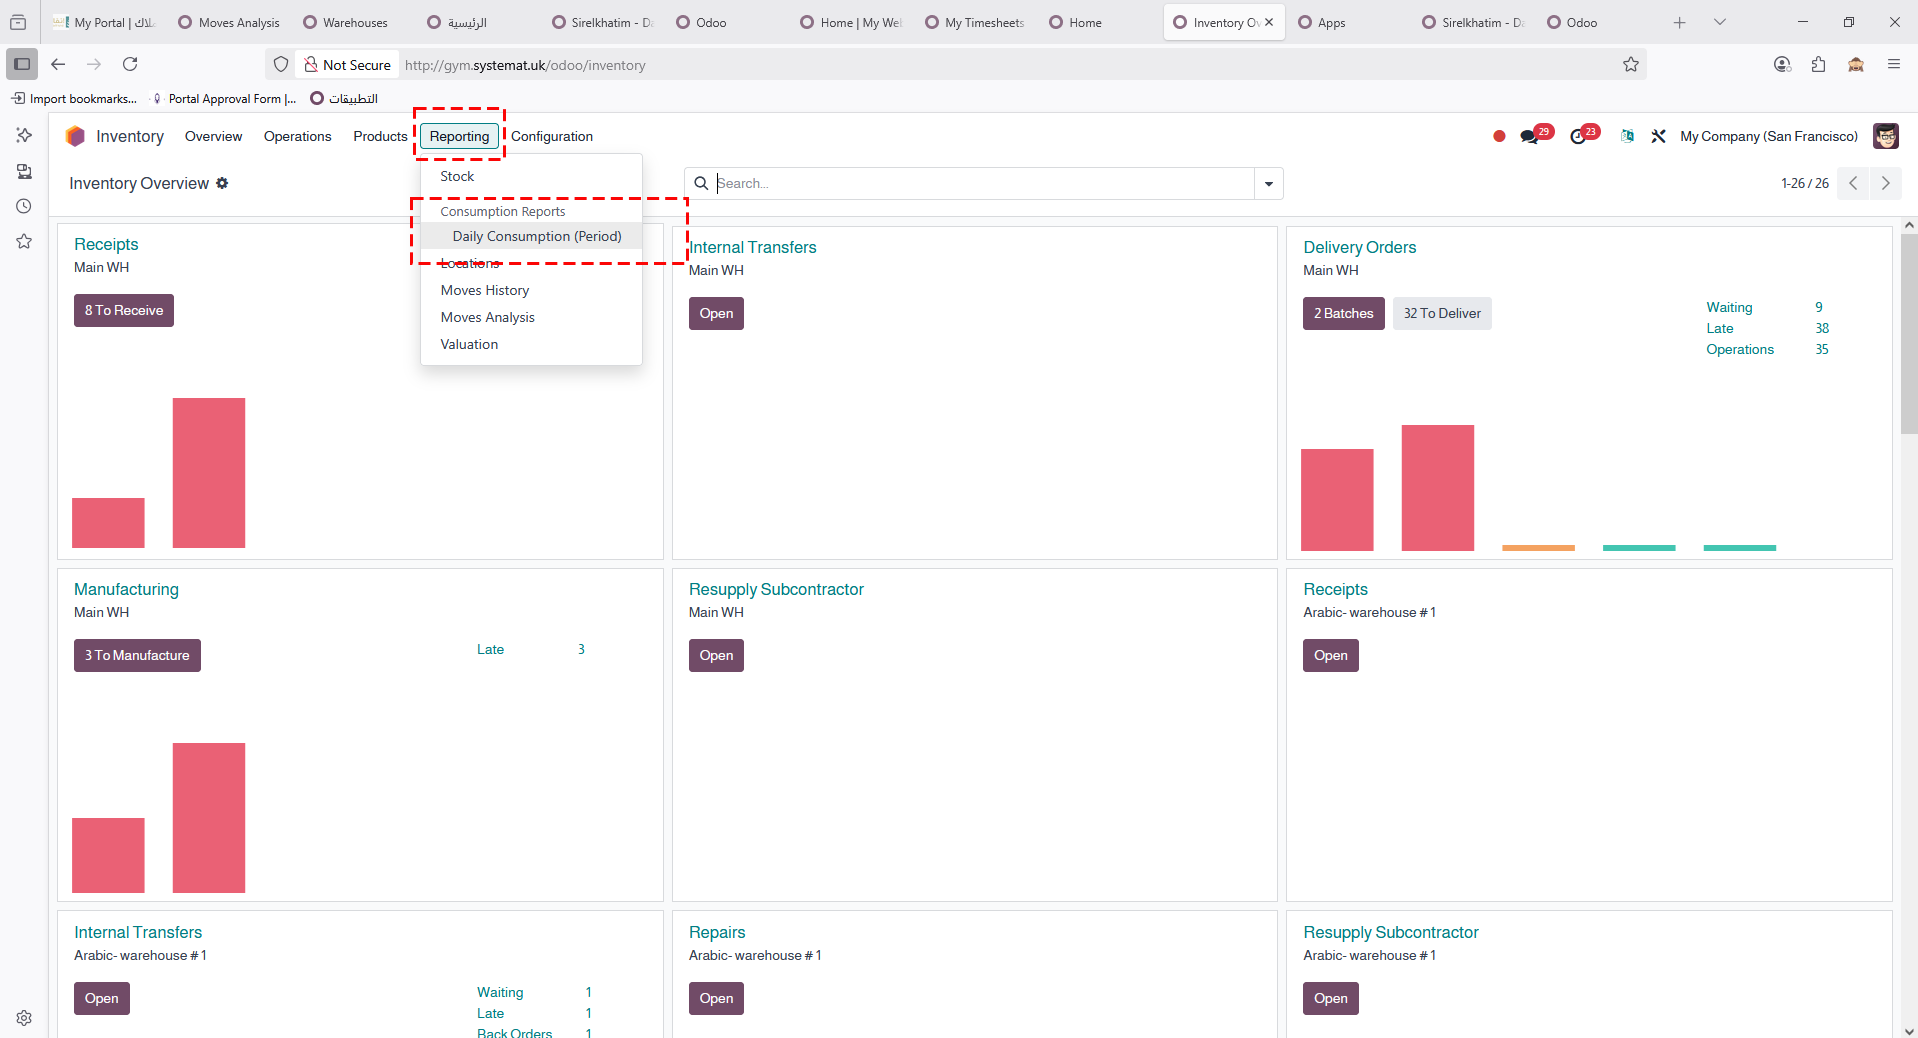 My Portal | ملاك
Moves Analysis
Warehouses
الرئيسية
Sirelkhatim - Da
Odoo
Home | My Web
My Timesheets
Home
Inventory Ov
Apps
Sirelkhatim - Da
Odoo
Not Secure
http://gym.systemat.uk/odoo/inventory
Import bookmarks...
Portal Approval Form |...
التطبيقات
Inventory
Overview
Operations
Products
Reporting
Configuration
29
23
My Company (San Francisco)
Inventory Overview
Search...
1-26 / 26
Stock
Consumption Reports
Daily Consumption (Period)
Locations
Moves History
Moves Analysis
Valuation
Receipts
Main WH
8 To Receive
Internal Transfers
Main WH
Open
Delivery Orders
Main WH
2 Batches
32 To Deliver
Waiting 9
Late 38
Operations 35
Manufacturing
Main WH
3 To Manufacture
Late 3
Resupply Subcontractor
Main WH
Open
Receipts
Arabic- warehouse #1
Open
Internal Transfers
Arabic- warehouse #1
Open
Waiting 1
Late 1
Back Orders 1
Repairs
Arabic- warehouse #1
Open
Resupply Subcontractor
Arabic- warehouse #1
Open